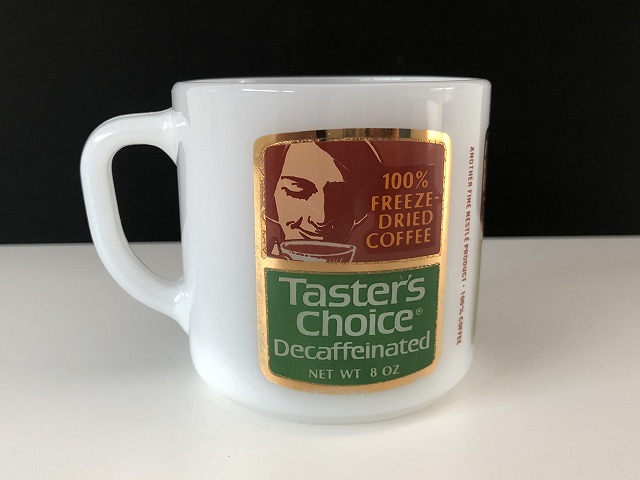 100%
FREEZE-
DRIED
COFFEE
Taster's
Choice®
Decaffeinated
NET WT 8 OZ
ANOTHER FINE NESTLE PRODUCT · 100% COFFEE